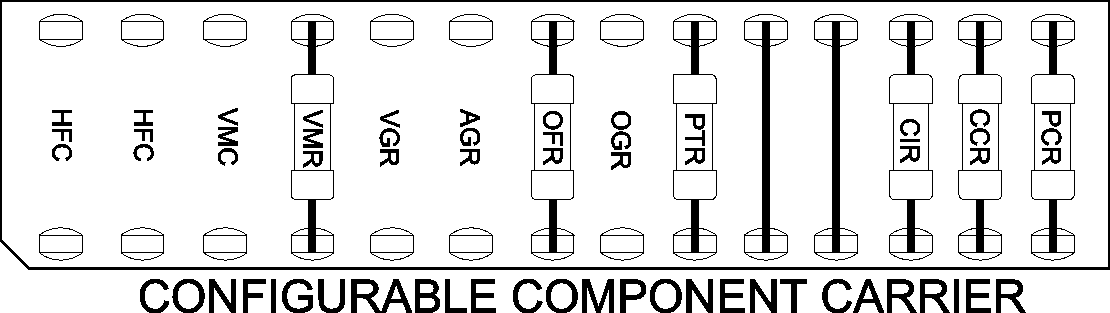 HFC
HFC
VMC
VMR
VGR
AGR
OFR
OGR
PTR
CIR
CCR
PCR
CONFIGURABLE COMPONENT CARRIER